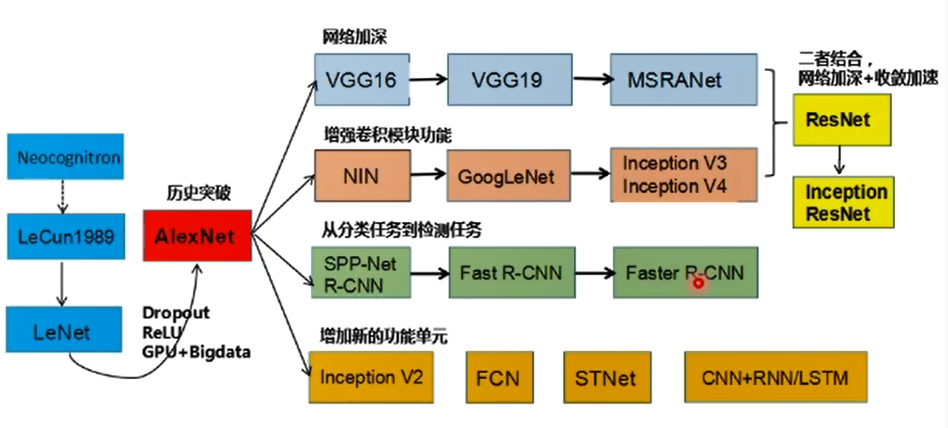 网络加深
VGG16
VGG19
MSRANet
二者结合，
网络加深+收敛加速
ResNet
Inception
ResNet
增强卷积模块功能
NIN
GoogLeNet
Inception V3
Inception V4
Neocognitron
LeCun1989
LeNet
历史突破
AlexNet
Dropout
ReLU
GPU+Bigdata
从分类任务到检测任务
SPP-Net
R-CNN
Fast R-CNN
Faster R-CNN
增加新的功能单元
Inception V2
FCN
STNet
CNN+RNN/LSTM